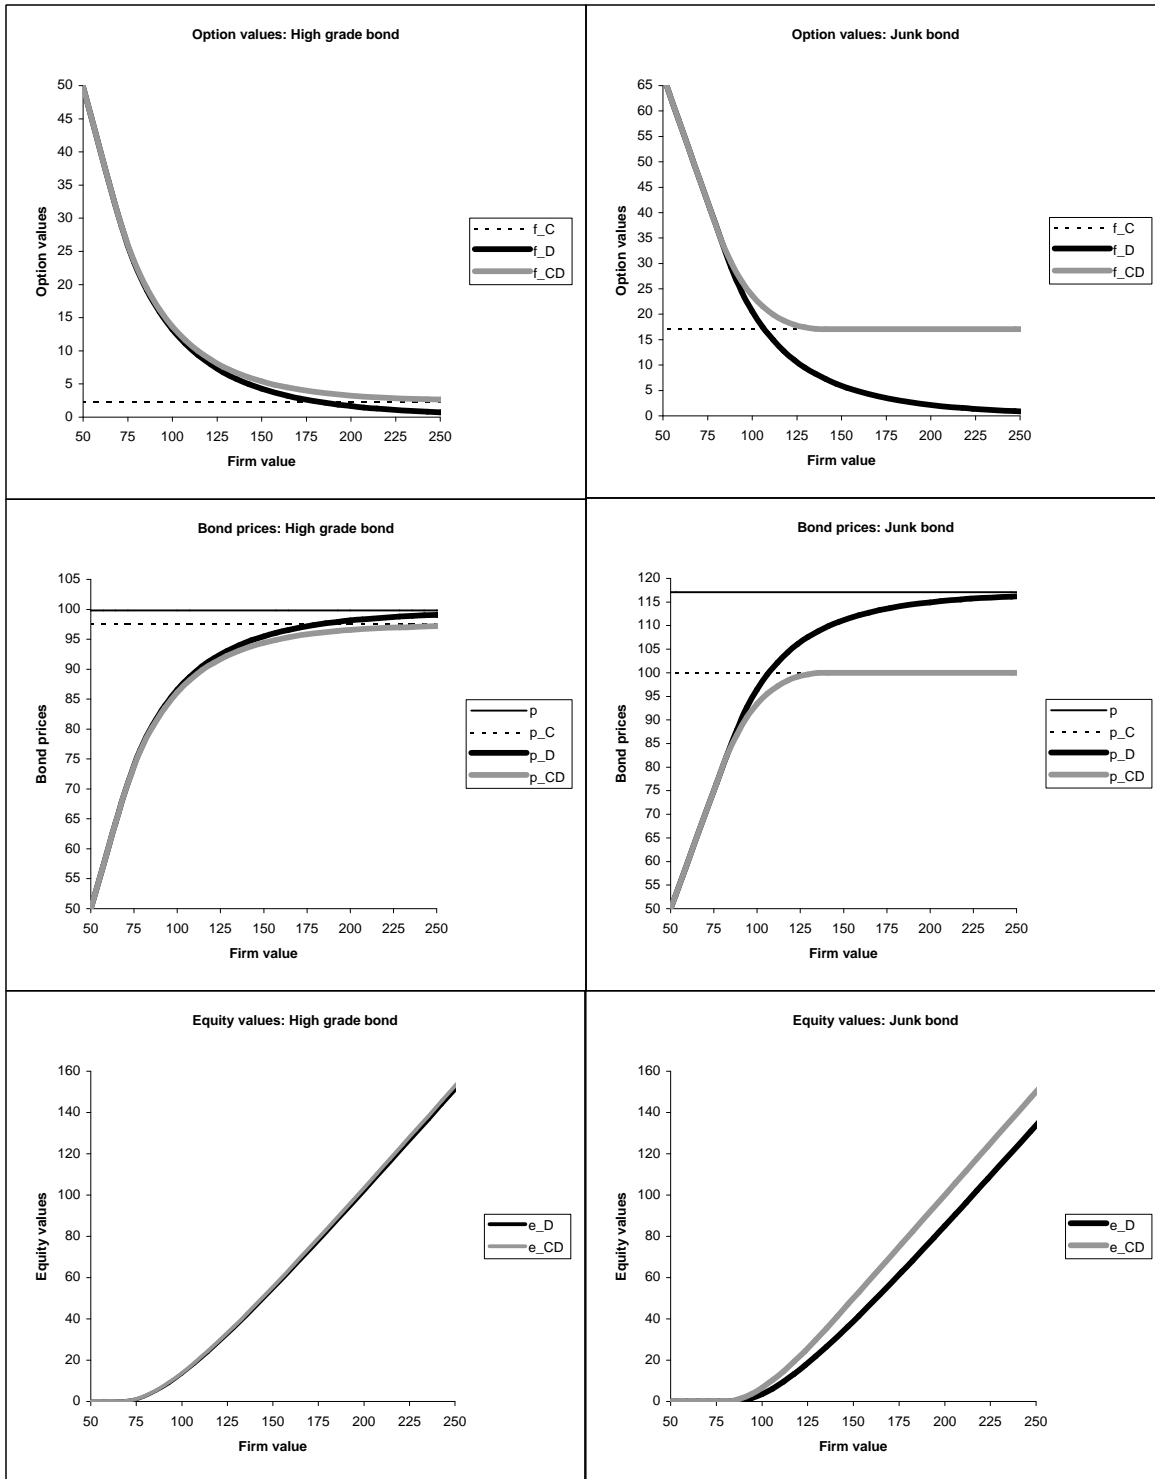 Option values: High grade bond
50
45
40
35
30
25
20
15
10
5
0
Option values
50 75 100 125 150 175 200 225 250
Firm value
f_C
f_D
f_CD
Option values: Junk bond
65
60
55
50
45
40
35
30
25
20
15
10
5
0
Option values
50 75 100 125 150 175 200 225 250
Firm value
f_C
f_D
f_CD
Bond prices: High grade bond
105
100
95
90
85
80
75
70
65
60
55
50
Bond prices
50 75 100 125 150 175 200 225 250
Firm value
p
p_C
p_D
p_CD
Bond prices: Junk bond
120
115
110
105
100
95
90
85
80
75
70
65
60
55
50
Bond prices
50 75 100 125 150 175 200 225 250
Firm value
p
p_C
p_D
p_CD
Equity values: High grade bond
160
140
120
100
80
60
40
20
0
Equity values
50 75 100 125 150 175 200 225 250
Firm value
e_D
e_CD
Equity values: Junk bond
160
140
120
100
80
60
40
20
0
Equity values
50 75 100 125 150 175 200 225 250
Firm value
e_D
e_CD